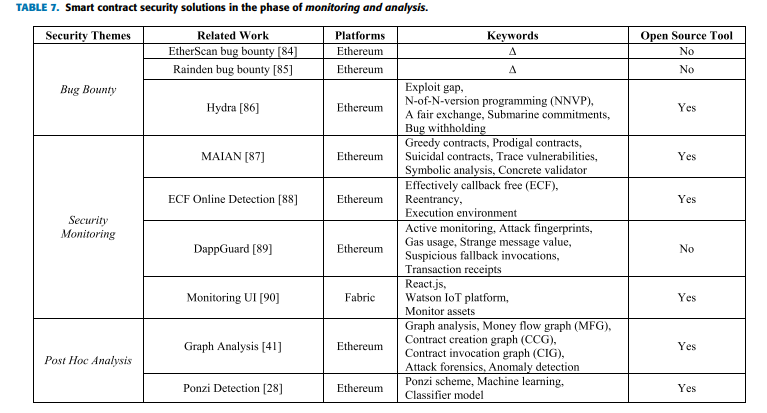 TABLE 7. Smart contract security solutions in the phase of monitoring and analysis.
Security Themes Related Work Platforms Keywords Open Source Tool
Bug Bounty
EtherScan bug bounty [84] Ethereum Δ No
Rainden bug bounty [85] Ethereum Δ No
Hydra [86] Ethereum
Exploit gap,
N-of-N-version programming (NNVP),
A fair exchange, Submarine commitments,
Bug withholding
Yes
Security
Monitoring
MAIAN [87] Ethereum
Greedy contracts, Prodigal contracts,
Suicidal contracts, Trace vulnerabilities,
Symbolic analysis, Concrete validator
Yes
ECF Online Detection [88] Ethereum
Effectively callback free (ECF),
Reentrancy,
Execution environment
Yes
DappGuard [89] Ethereum
Active monitoring, Attack fingerprints,
Gas usage, Strange message value,
Suspicious fallback invocations,
Transaction receipts
No
Monitoring UI [90] Fabric
React.js,
Watson IoT platform,
Monitor assets
Yes
Post Hoc Analysis
Graph Analysis [41] Ethereum
Graph analysis, Money flow graph (MFG),
Contract creation graph (CCG),
Contract invocation graph (CIG),
Attack forensics, Anomaly detection
Yes
Ponzi Detection [28] Ethereum
Ponzi scheme, Machine learning,
Classifier model
Yes